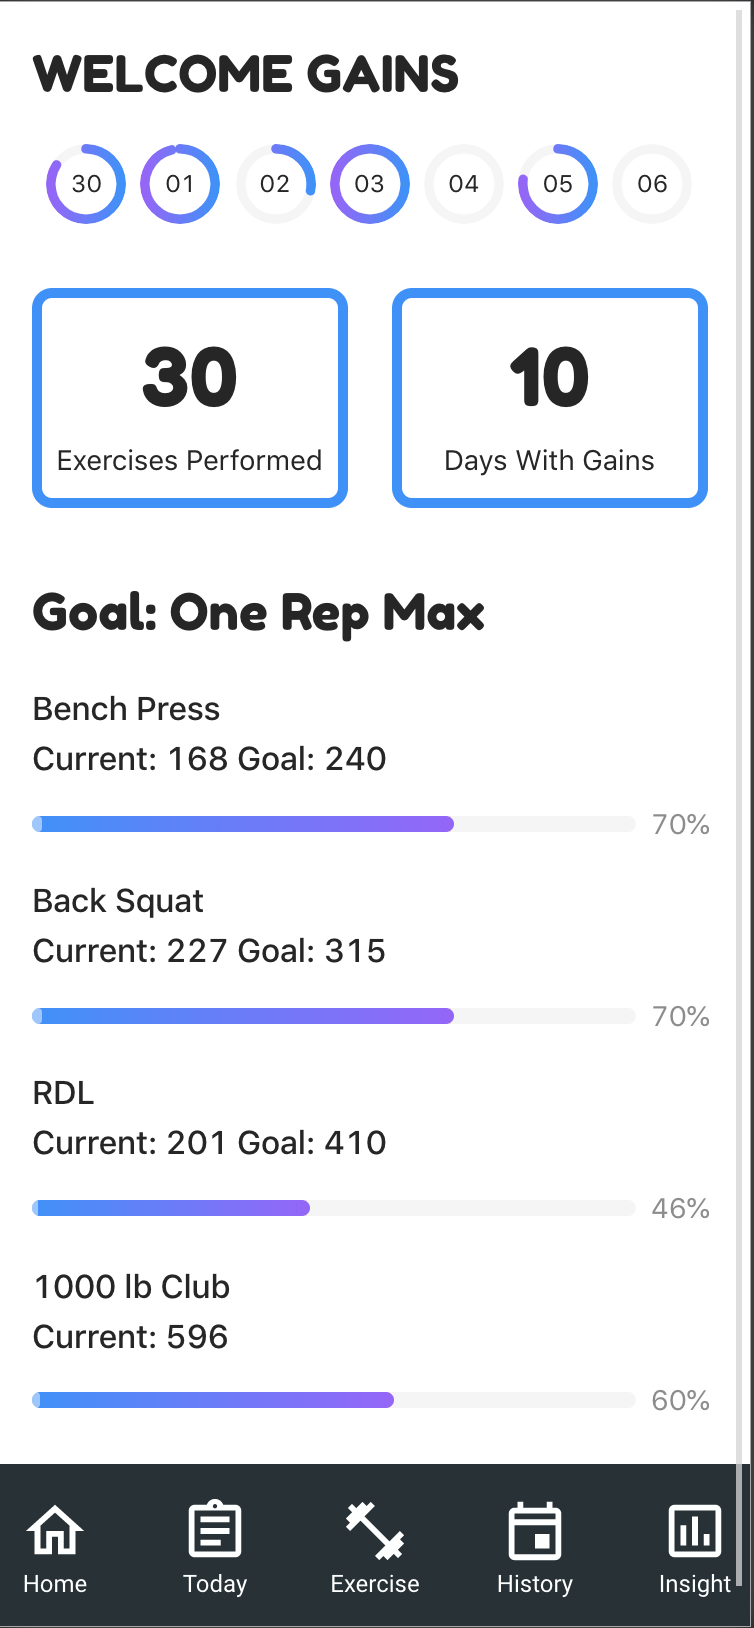 WELCOME GAINS
30 01 02 03 04 05 06
30 10
Exercises Performed Days With Gains
Goal: One Rep Max
Bench Press
Current: 168 Goal: 240
70%
Back Squat
Current: 227 Goal: 315
70%
RDL
Current: 201 Goal: 410
46%
1000 lb Club
Current: 596
60%
Home Today Exercise History Insight